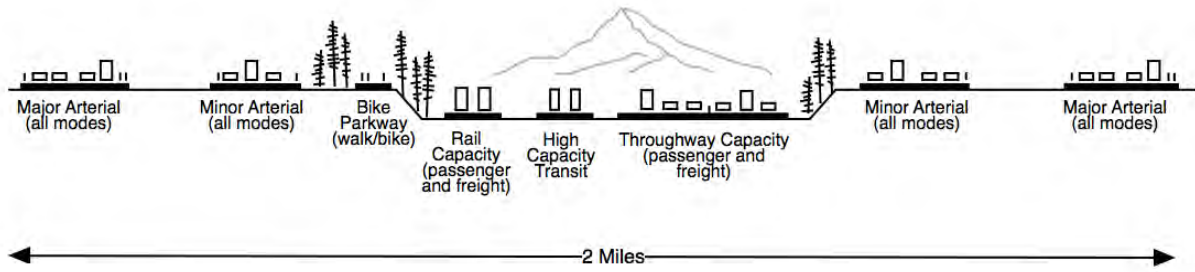 Major Arterial
(all modes)
Minor Arterial
(all modes)
Bike
Parkway
(walk/bike)
Rail
Capacity
(passenger
and freight)
High
Capacity
Transit
Throughway Capacity
(passenger and
freight)
Minor Arterial
(all modes)
Major Arterial
(all modes)
2 Miles